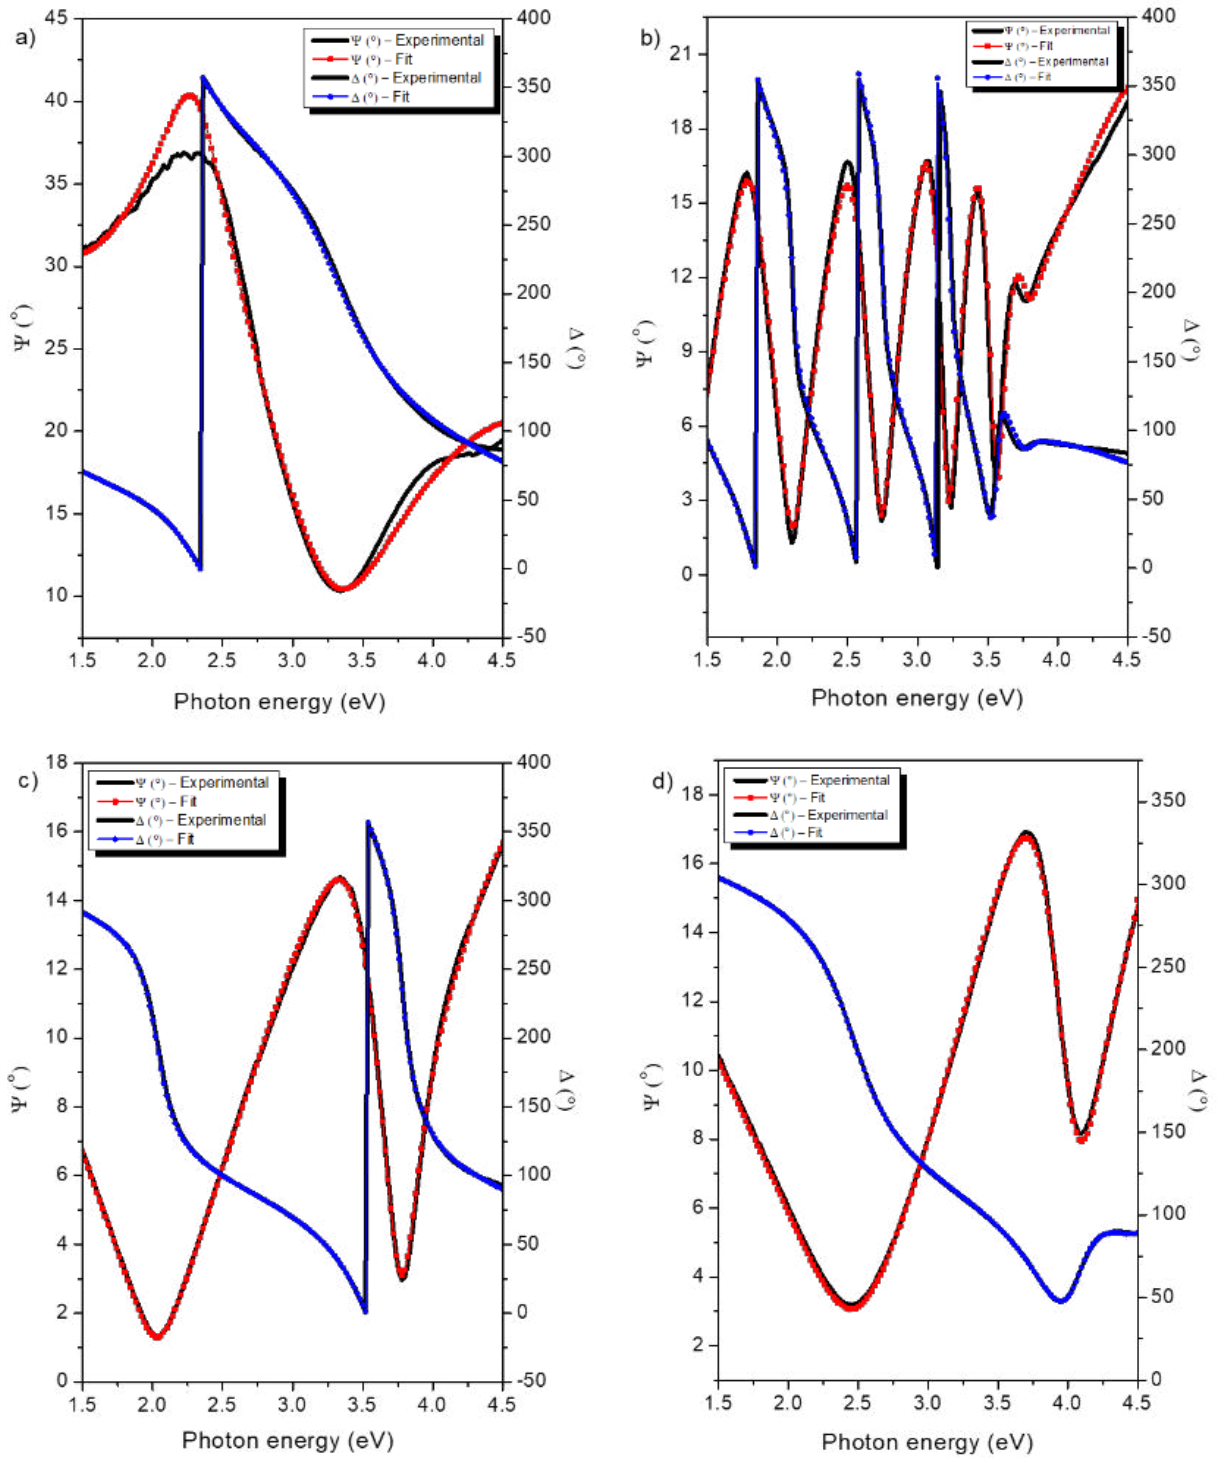 a)
Ψ (°) – Experimental
Ψ (°) – Fit
Δ (°) – Experimental
Δ (°) – Fit
45
40
35
30
25
20
15
10
Ψ (°)
400
350
300
250
200
150
100
50
0
-50
Δ (°)
1.5 2.0 2.5 3.0 3.5 4.0 4.5
Photon energy (eV)
b)
Ψ (°) – Experimental
Ψ (°) – Fit
Δ (°) – Experimental
Δ (°) – Fit
21
18
15
12
9
6
3
0
Ψ (°)
400
350
300
250
200
150
100
50
0
-50
Δ (°)
1.5 2.0 2.5 3.0 3.5 4.0 4.5
Photon energy (eV)
c)
Ψ (°) – Experimental
Ψ (°) – Fit
Δ (°) – Experimental
Δ (°) – Fit
18
16
14
12
10
8
6
4
2
0
Ψ (°)
400
350
300
250
200
150
100
50
0
-50
Δ (°)
1.5 2.0 2.5 3.0 3.5 4.0 4.5
Photon energy (eV)
d)
Ψ (°) – Experimental
Ψ (°) – Fit
Δ (°) – Experimental
Δ (°) – Fit
18
16
14
12
10
8
6
4
2
Ψ (°)
350
300
250
200
150
100
50
0
Δ (°)
1.5 2.0 2.5 3.0 3.5 4.0 4.5
Photon energy (eV)